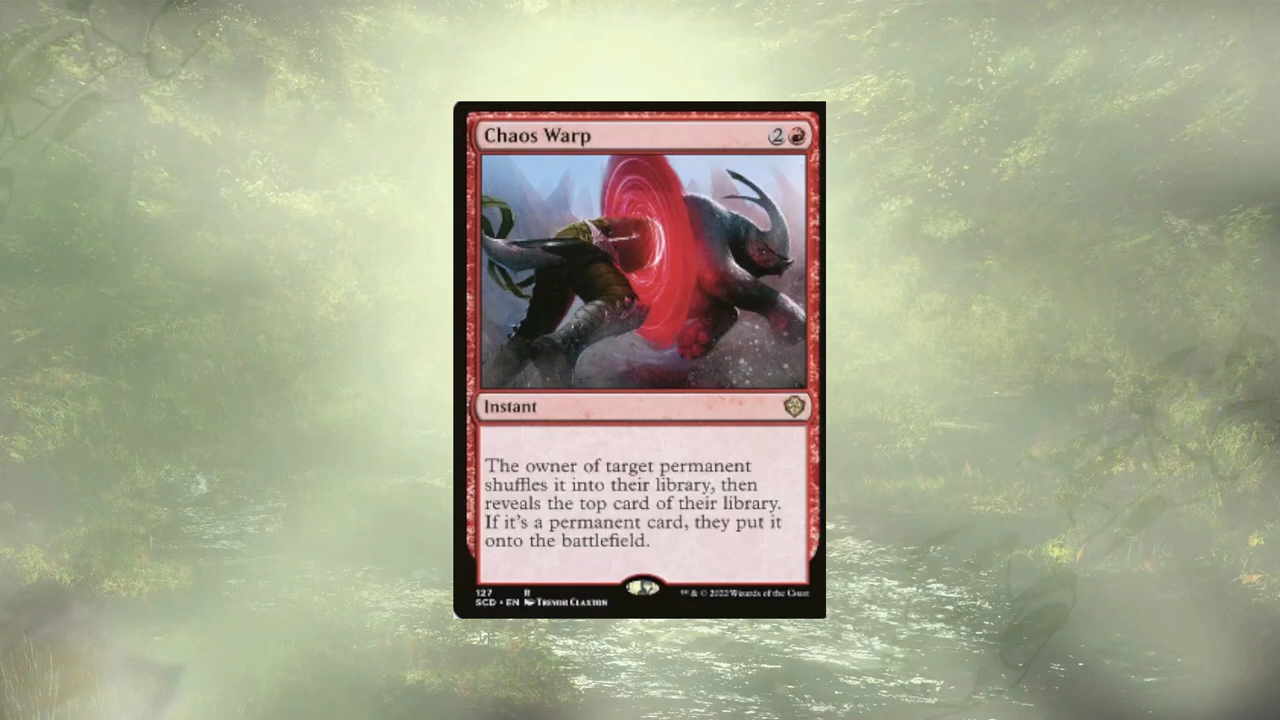 Chaos Warp 2
Instant
The owner of target permanent
shuffles it into their library, then
reveals the top card of their library.
If it's a permanent card, they put it
onto the battlefield.
127 R
SCD • EN Trevor Claxton
™ & © 2022 Wizards of the Coast